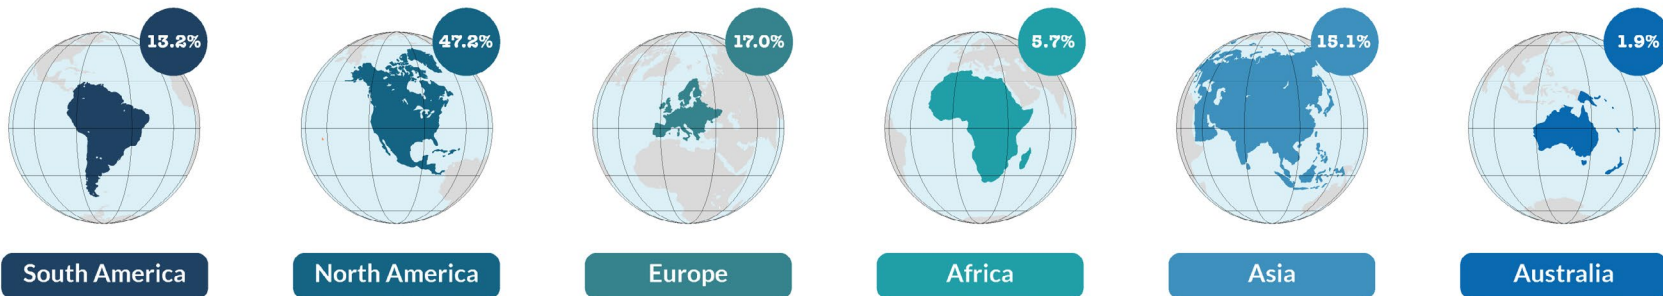 13.2%
47.2%
17.0%
5.7%
15.1%
1.9%
South America
North America
Europe
Africa
Asia
Australia